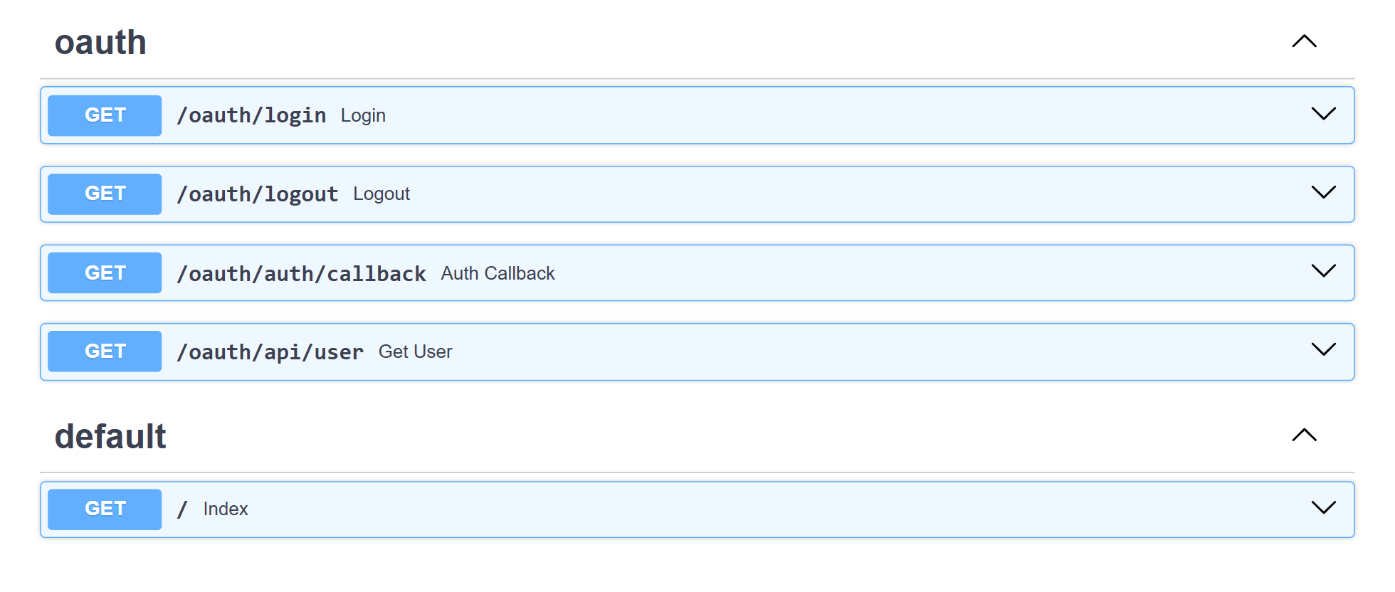 oauth
GET /oauth/login Login
GET /oauth/logout Logout
GET /oauth/auth/callback Auth Callback
GET /oauth/api/user Get User
default
GET / Index